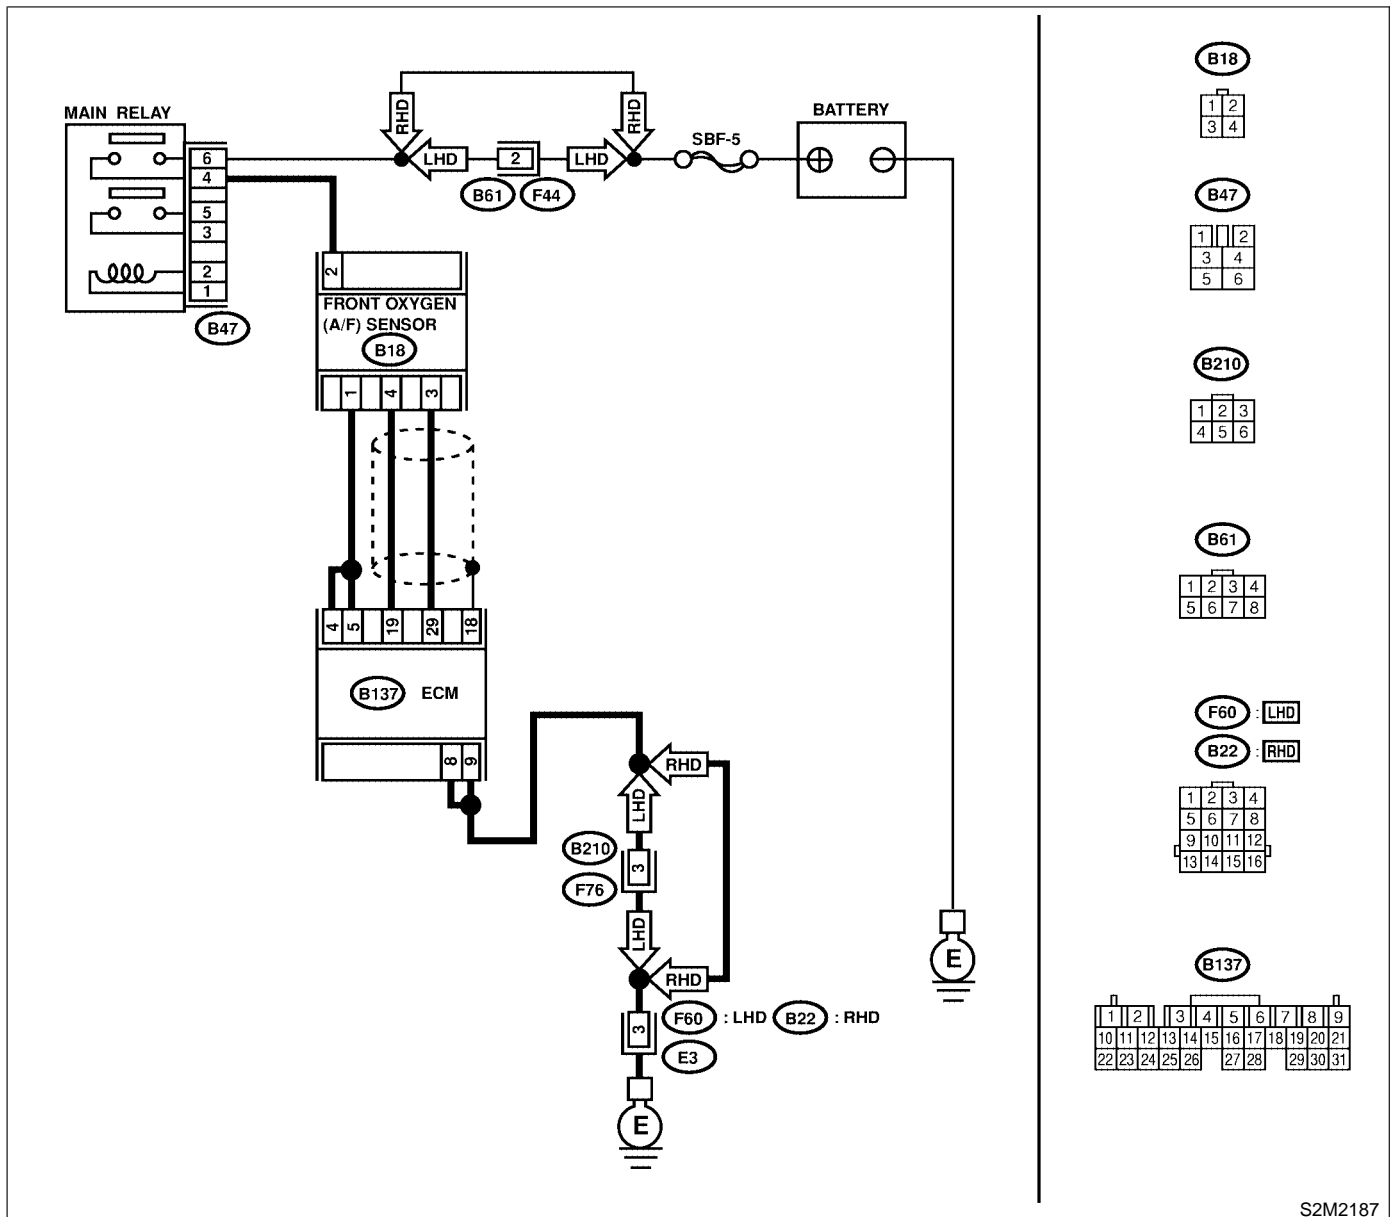 MAIN RELAY
6
4
5
3
2
1
B47
RHD
RHD
LHD
2
LHD
B61
F44
SBF-5
BATTERY
2
FRONT OXYGEN
(A/F) SENSOR
B18
1
4
3
4
5
19
29
18
B137
ECM
8
9
RHD
LHD
B210
3
F76
LHD
RHD
F60 : LHD B22 : RHD
3
E3
E
E
B18
1 2
3 4
B47
1 2
3 4
5 6
B210
1 2 3
4 5 6
B61
1 2 3 4
5 6 7 8
F60 : LHD
B22 : RHD
1 2 3 4
5 6 7 8
9 10 11 12
13 14 15 16
B137
1 2 3 4 5 6 7 8 9
10 11 12 13 14 15 16 17 18 19 20 21
22 23 24 25 26 27 28 29 30 31
S2M2187